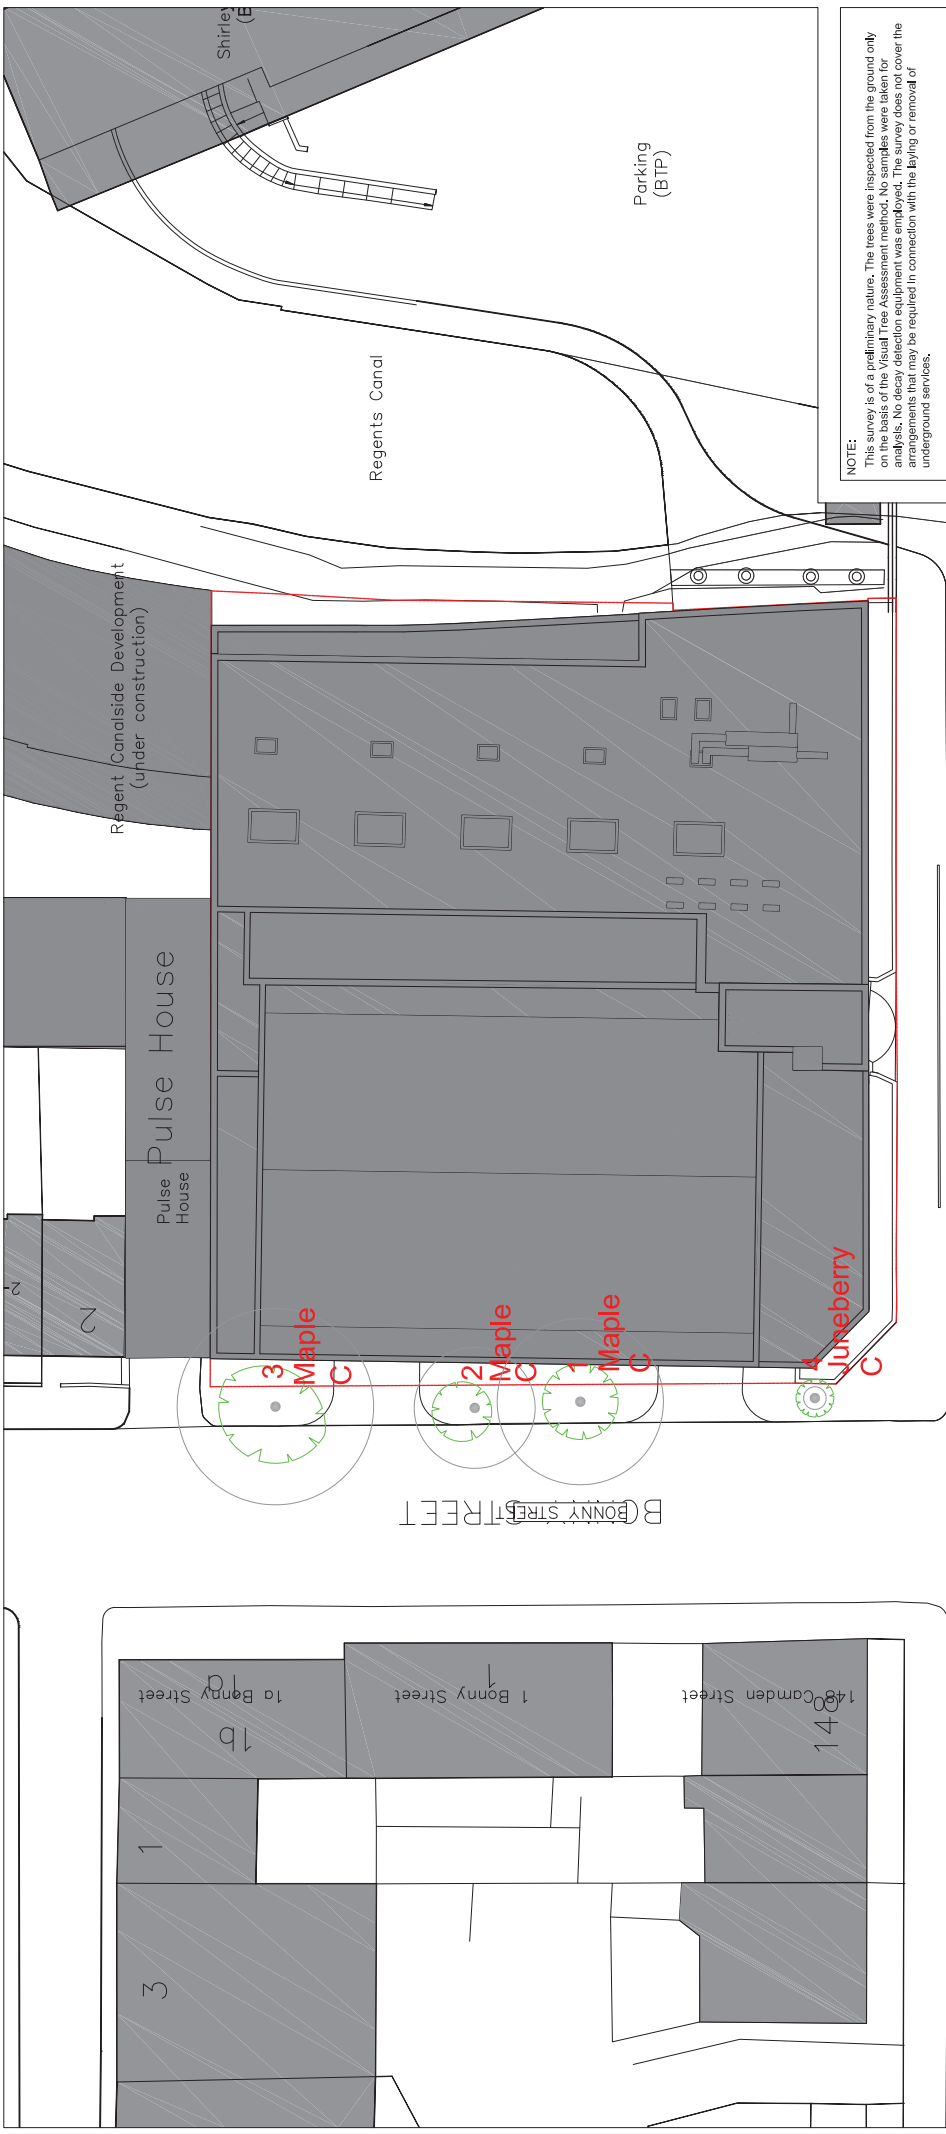 Shirley
Parking
(BTP)
Regents Canal
NOTE:
This survey is of a preliminary nature. The trees were inspected from the ground only
on the basis of the Visual Tree Assessment method. No samples were taken for
analysis. No decay detection equipment was employed. The survey does not cover the
arrangements that may be required in connection with the laying or removal of
underground services.
Regent Canalside Development
(under construction)
Pulse House
Pulse
House
2
2
3
Maple
C
2
Maple
C
1
Maple
C
4
Juneberry
C
BONNY STREET
STREET
1a Bonny Street
1a
1b
1 Bonny Street
1
148 Camden Street
148
1
3